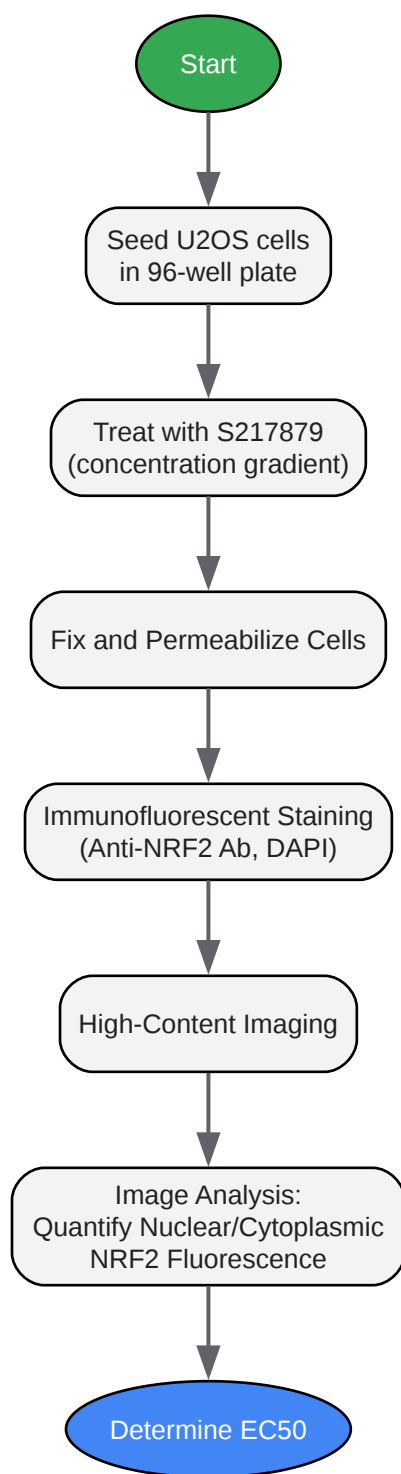 Start
Seed U2OS cells
in 96-well plate
Treat with S217879
(concentration gradient)
Fix and Permeabilize Cells
Immunofluorescent Staining
(Anti-NRF2 Ab, DAPI)
High-Content Imaging
Image Analysis:
Quantify Nuclear/Cytoplasmic
NRF2 Fluorescence
Determine EC50